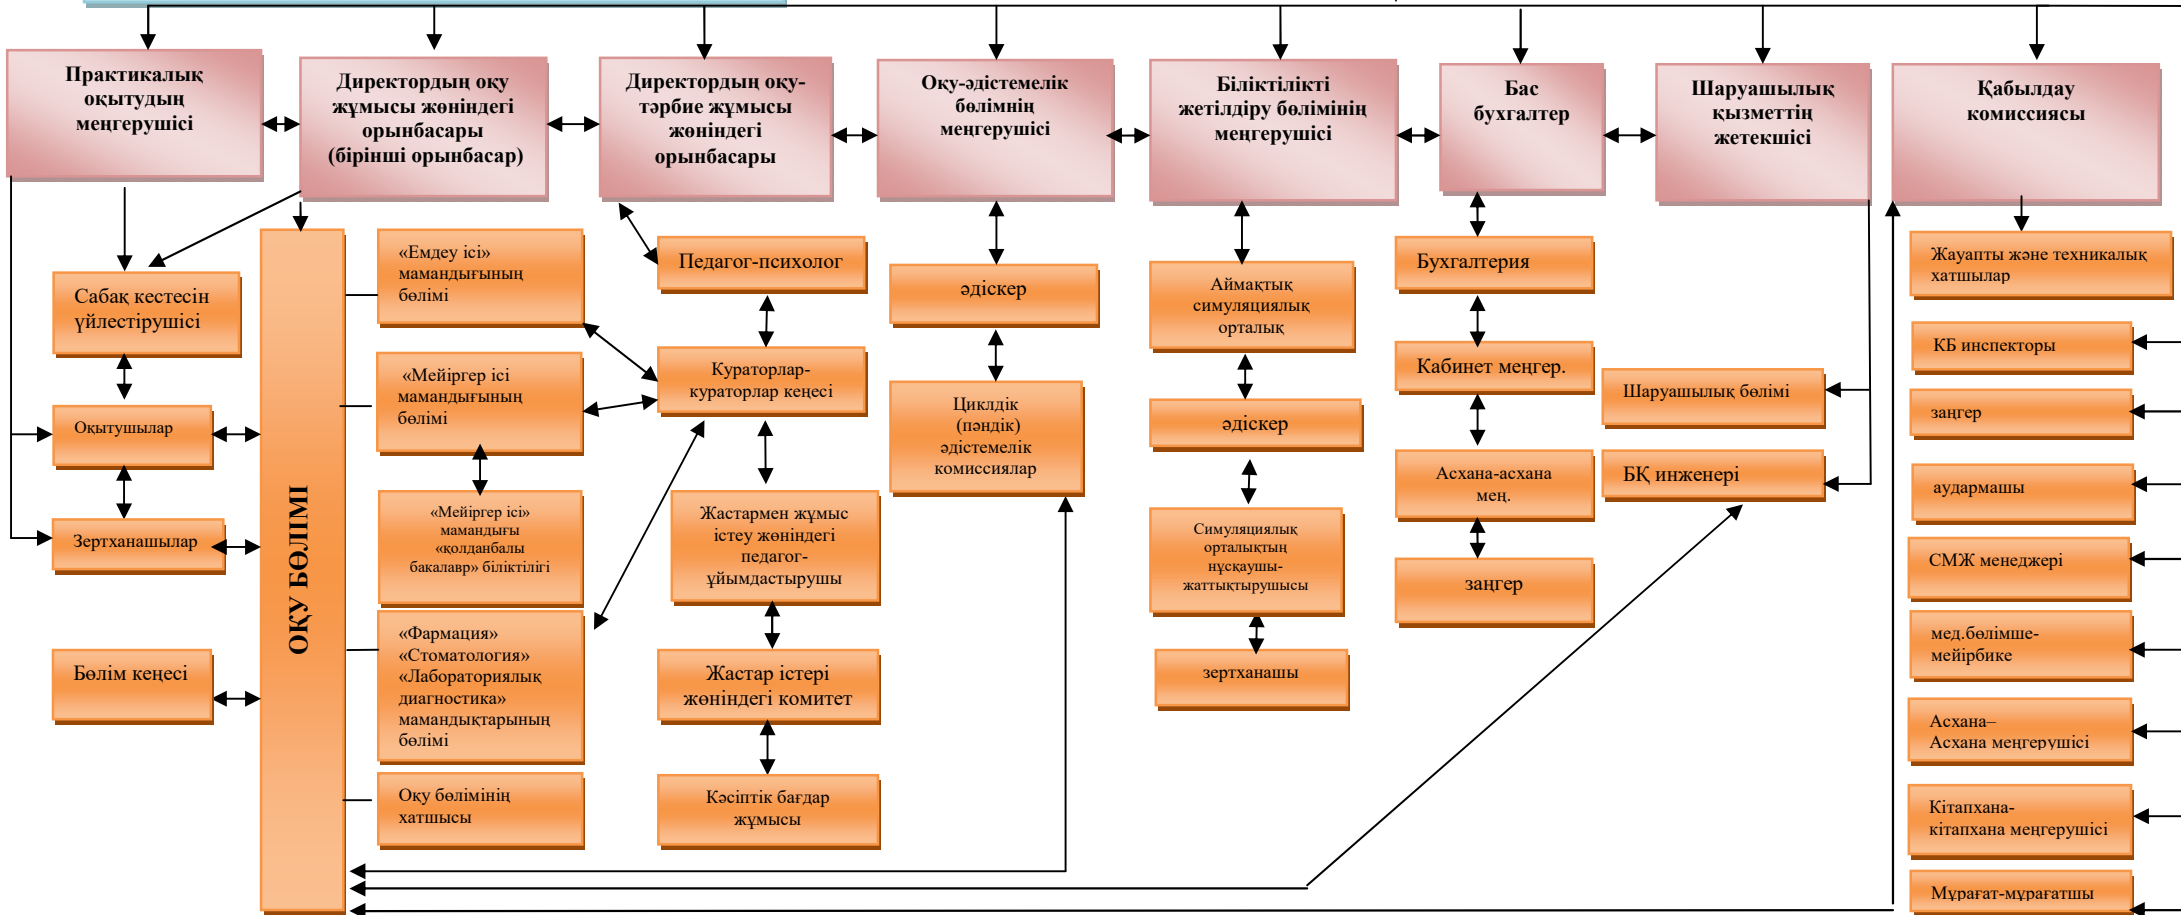 Практикалық
оқытудың
меңгерушісі
Директордың оқу
жұмысы жөніндегі
орынбасары
(бірінші орынбасар)
Директордың оқу-
тәрбие жұмысы
жөніндегі
орынбасары
Оқу-әдістемелік
бөлімнің
меңгерушісі
Біліктілікті
жетілдіру бөлімінің
меңгерушісі
Бас
бухгалтер
Шаруашылық
қызметтің
жетекшісі
Қабылдау
комиссиясы
Сабақ кестесін
үйлестірушісі
Оқытушылар
Зертханашылар
Бөлім кеңесі
ОҚУ БӨЛІМІ
«Емдеу ісі»
мамандығының
бөлімі
«Мейіргер ісі
мамандығының
бөлімі
«Мейіргер ісі»
мамандығы
«қолданбалы
бакалавр» біліктілігі
«Фармация»
«Стоматология»
«Лабораториялық
диагностика»
мамандықтарының
бөлімі
Оқу бөлімінің
хатшысы
Педагог-психолог
Кураторлар-
кураторлар кеңесі
Жастармен жұмыс
істеу жөніндегі
педагог-
ұйымдастырушы
Жастар істері
жөніндегі комитет
Кәсіптік бағдар
жұмысы
әдіскер
Циклдік
(пәндік)
әдістемелік
комиссиялар
Аймақтық
симуляциялық
орталық
әдіскер
Симуляциялық
орталықтың
нұсқаушы-
жаттықтырушысы
зертханашы
Бухгалтерия
Кабинет меңгер.
Асхана-асхана
мең.
заңгер
Шаруашылық бөлімі
БҚ инженері
Жауапты және техникалық
хатшылар
КБ инспекторы
заңгер
аудармашы
СМЖ менеджері
мед.бөлімше-
мейірбике
Асхана–
Асхана меңгерушісі
Кітапхана-
кітапхана меңгерушісі
Мұрағат-мұрағатшы